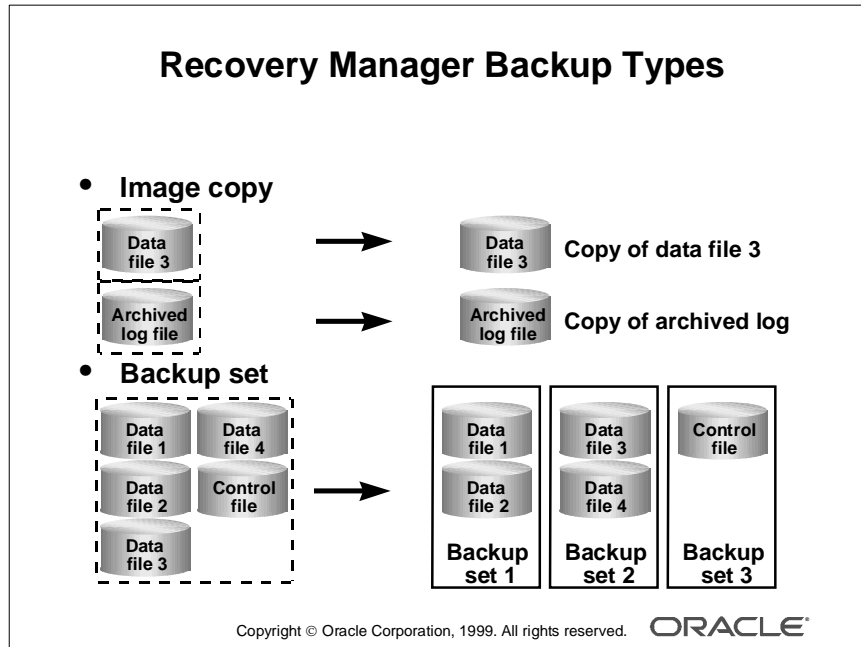 Recovery Manager Backup Types
• Image copy
Data
file 3
Data
file 3
Copy of data file 3
Archived
log file
Archived
log file
Copy of archived log
• Backup set
Data
file 1
Data
file 4
Data
file 2
Control
file
Data
file 3
Data
file 1
Data
file 2
Backup
set 1
Data
file 3
Data
file 4
Backup
set 2
Control
file
Backup
set 3
Copyright © Oracle Corporation, 1999. All rights reserved.
ORACLE®